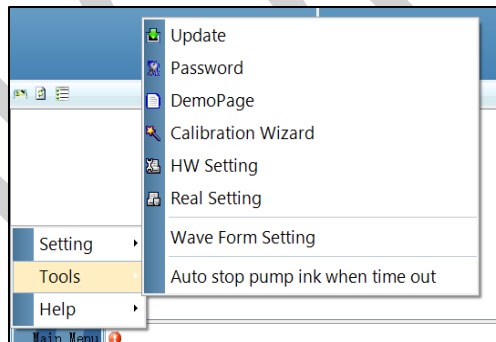 Update
Password
DemoPage
Calibration Wizard
HW Setting
Real Setting
Wave Form Setting
Auto stop pump ink when time out
Setting
Tools
Help
Main Menu